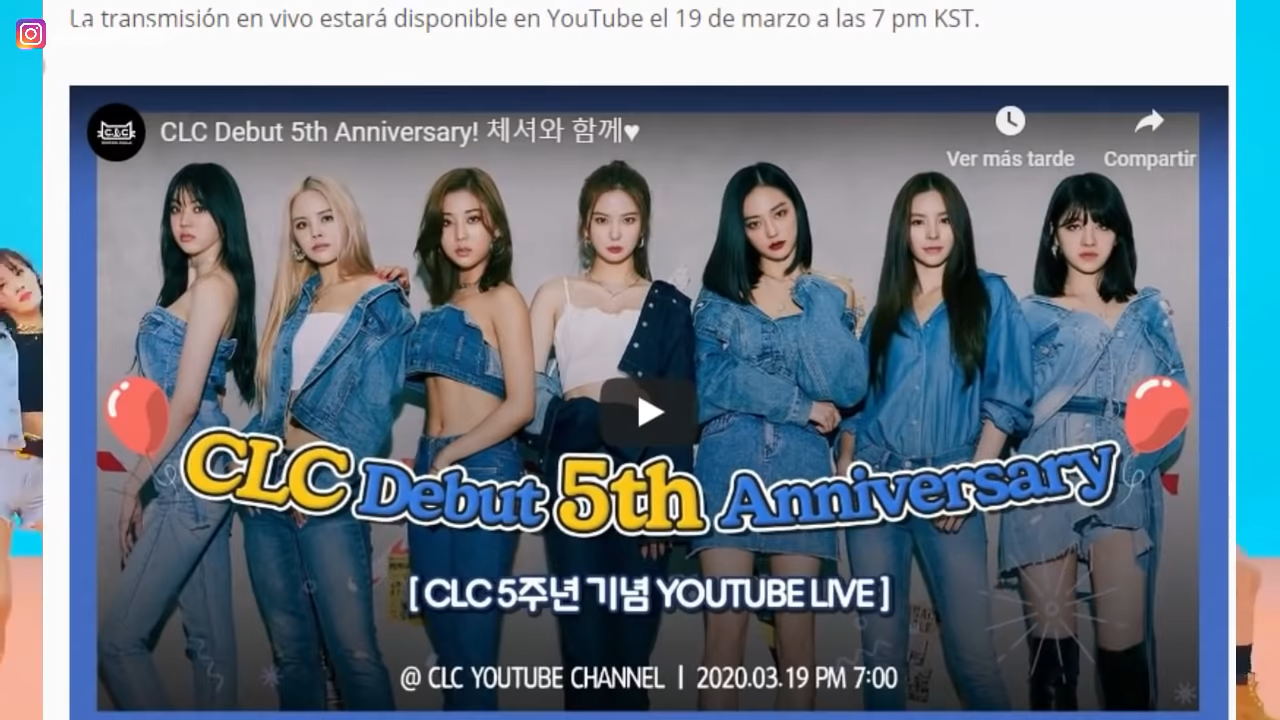 La transmisión en vivo estará disponible en YouTube el 19 de marzo a las 7 pm KST.
CLC
CLC Debut 5th Anniversary! 체셔와 함께♥
Ver más tarde
Compartir
CLC Debut 5th Anniversary
[ CLC 5주년 기념 YOUTUBE LIVE ]
@ CLC YOUTUBE CHANNEL | 2020.03.19 PM 7:00